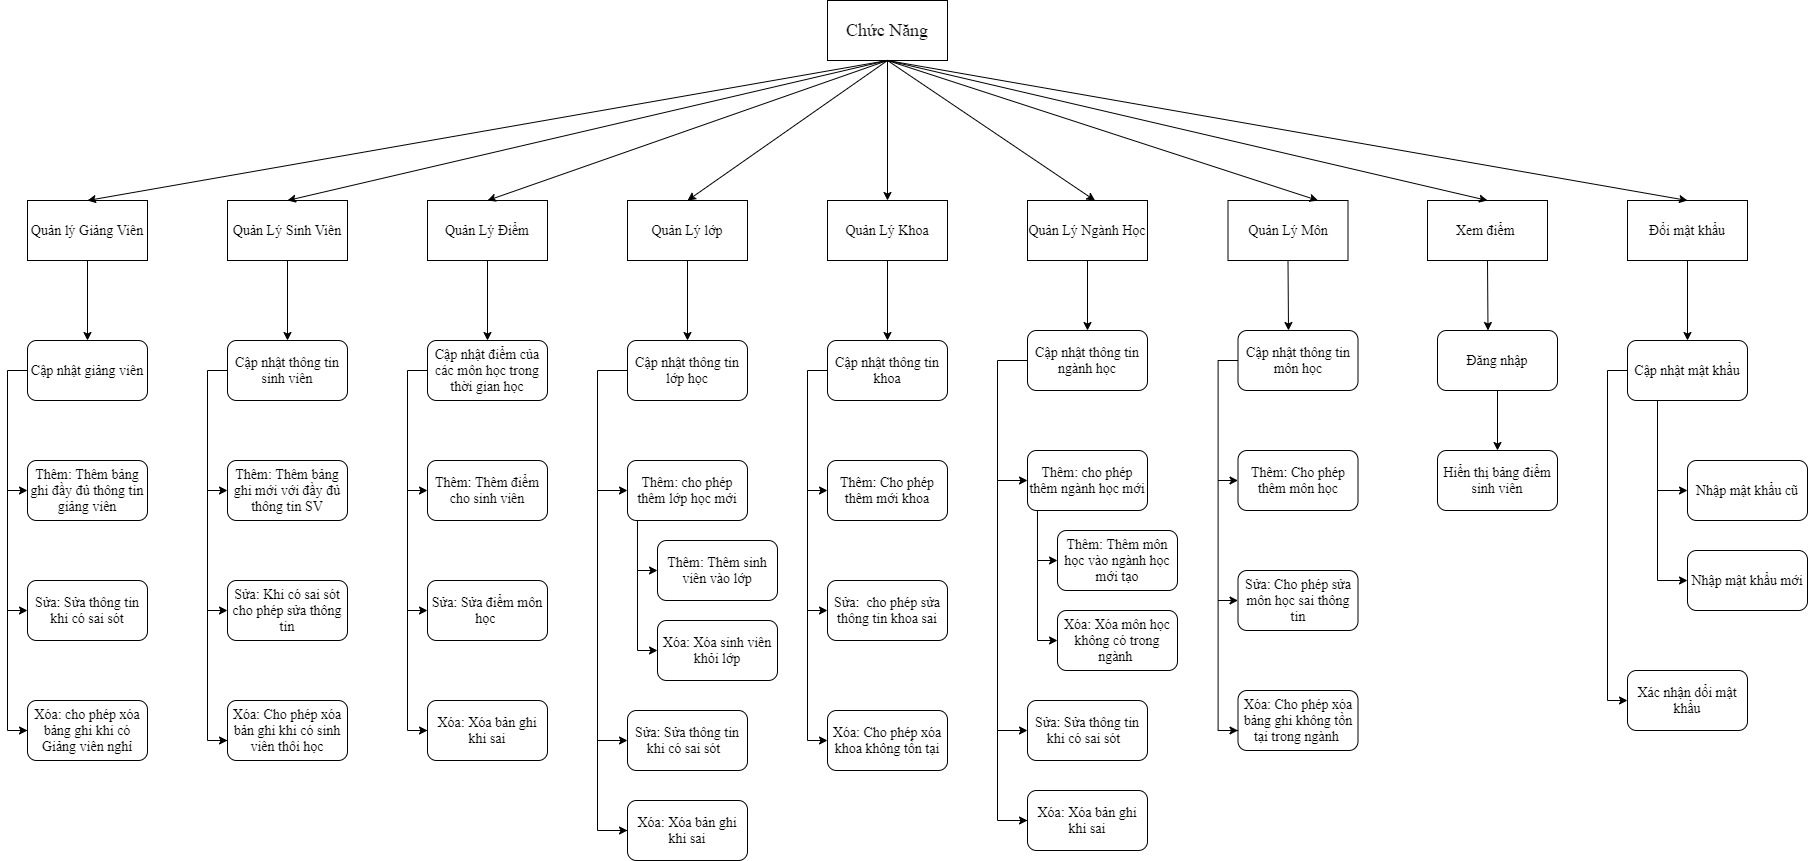 Chức Năng
Quản lý Giảng Viên
Quản Lý Sinh Viên
Quản Lý Điểm
Quản Lý lớp
Quản Lý Khoa
Quản Lý Ngành Học
Quản Lý Môn
Xem điểm
Đổi mật khẩu
Cập nhật giảng viên
Thêm: Thêm bảng
ghi đầy đủ thông tin
giảng viên
Sửa: Sửa thông tin
khi có sai sót
Xóa: cho phép xóa
bảng ghi khi có
Giảng viên nghỉ
Cập nhật thông tin
sinh viên
Thêm: Thêm bảng
ghi mới với đầy đủ
thông tin SV
Sửa: Khi có sai sót
cho phép sửa thông
tin
Xóa: Cho phép xóa
bản ghi khi có sinh
viên thôi học
Cập nhật điểm của
các môn học trong
thời gian học
Thêm: Thêm điểm
cho sinh viên
Sửa: Sửa điểm môn
học
Xóa: Xóa bản ghi
khi sai
Cập nhật thông tin
lớp học
Thêm: cho phép
thêm lớp học mới
Thêm: Thêm sinh
viên vào lớp
Xóa: Xóa sinh viên
khỏi lớp
Sửa: Sửa thông tin
khi có sai sót
Xóa: Xóa bản ghi
khi sai
Cập nhật thông tin
khoa
Thêm: Cho phép
thêm mới khoa
Sửa: cho phép sửa
thông tin khoa sai
Xóa: Cho phép xóa
khoa không tồn tại
Cập nhật thông tin
ngành học
Thêm: cho phép
thêm ngành học mới
Thêm: Thêm môn
học vào ngành học
mới tạo
Xóa: Xóa môn học
không có trong
ngành
Sửa: Sửa thông tin
khi có sai sót
Xóa: Xóa bản ghi
khi sai
Cập nhật thông tin
môn học
Thêm: Cho phép
thêm môn học
Sửa: Cho phép sửa
môn học sai thông
tin
Xóa: Cho phép xóa
bảng ghi không tồn
tại trong ngành
Đăng nhập
Hiển thị bảng điểm
sinh viên
Cập nhật mật khẩu
Nhập mật khẩu cũ
Nhập mật khẩu mới
Xác nhận đổi mật
khẩu